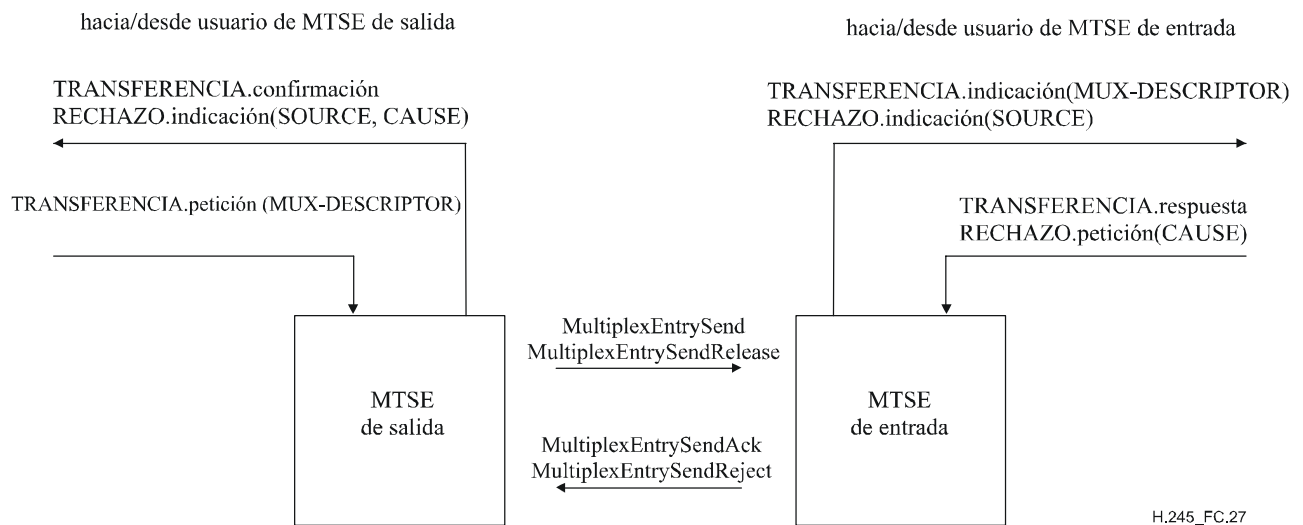 hacia/desde usuario de MTSE de salida
hacia/desde usuario de MTSE de entrada
TRANSFERENCIA.confirmación
RECHAZO.indicación(SOURCE, CAUSE)
TRANSFERENCIA.indicación(MUX-DESCRIPTOR)
RECHAZO.indicación(SOURCE)
TRANSFERENCIA.petición (MUX-DESCRIPTOR)
TRANSFERENCIA.respuesta
RECHAZO.petición(CAUSE)
MultiplexEntrySend
MultiplexEntrySendRelease
MTSE
de salida
MTSE
de entrada
MultiplexEntrySendAck
MultiplexEntrySendReject
H.245_FC.27